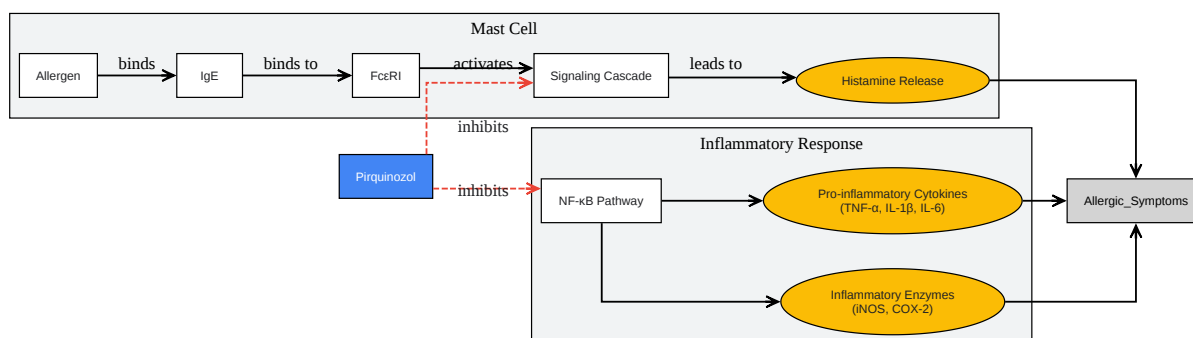 Mast Cell
Allergen
binds
IgE
binds to
FcεRI
activates
Signaling Cascade
leads to
Histamine Release
inhibits
Pirquinozol
inhibits
Inflammatory Response
NF-κB Pathway
Pro-inflammatory Cytokines
(TNF-α, IL-1β, IL-6)
Allergic_Symptoms
Inflammatory Enzymes
(iNOS, COX-2)